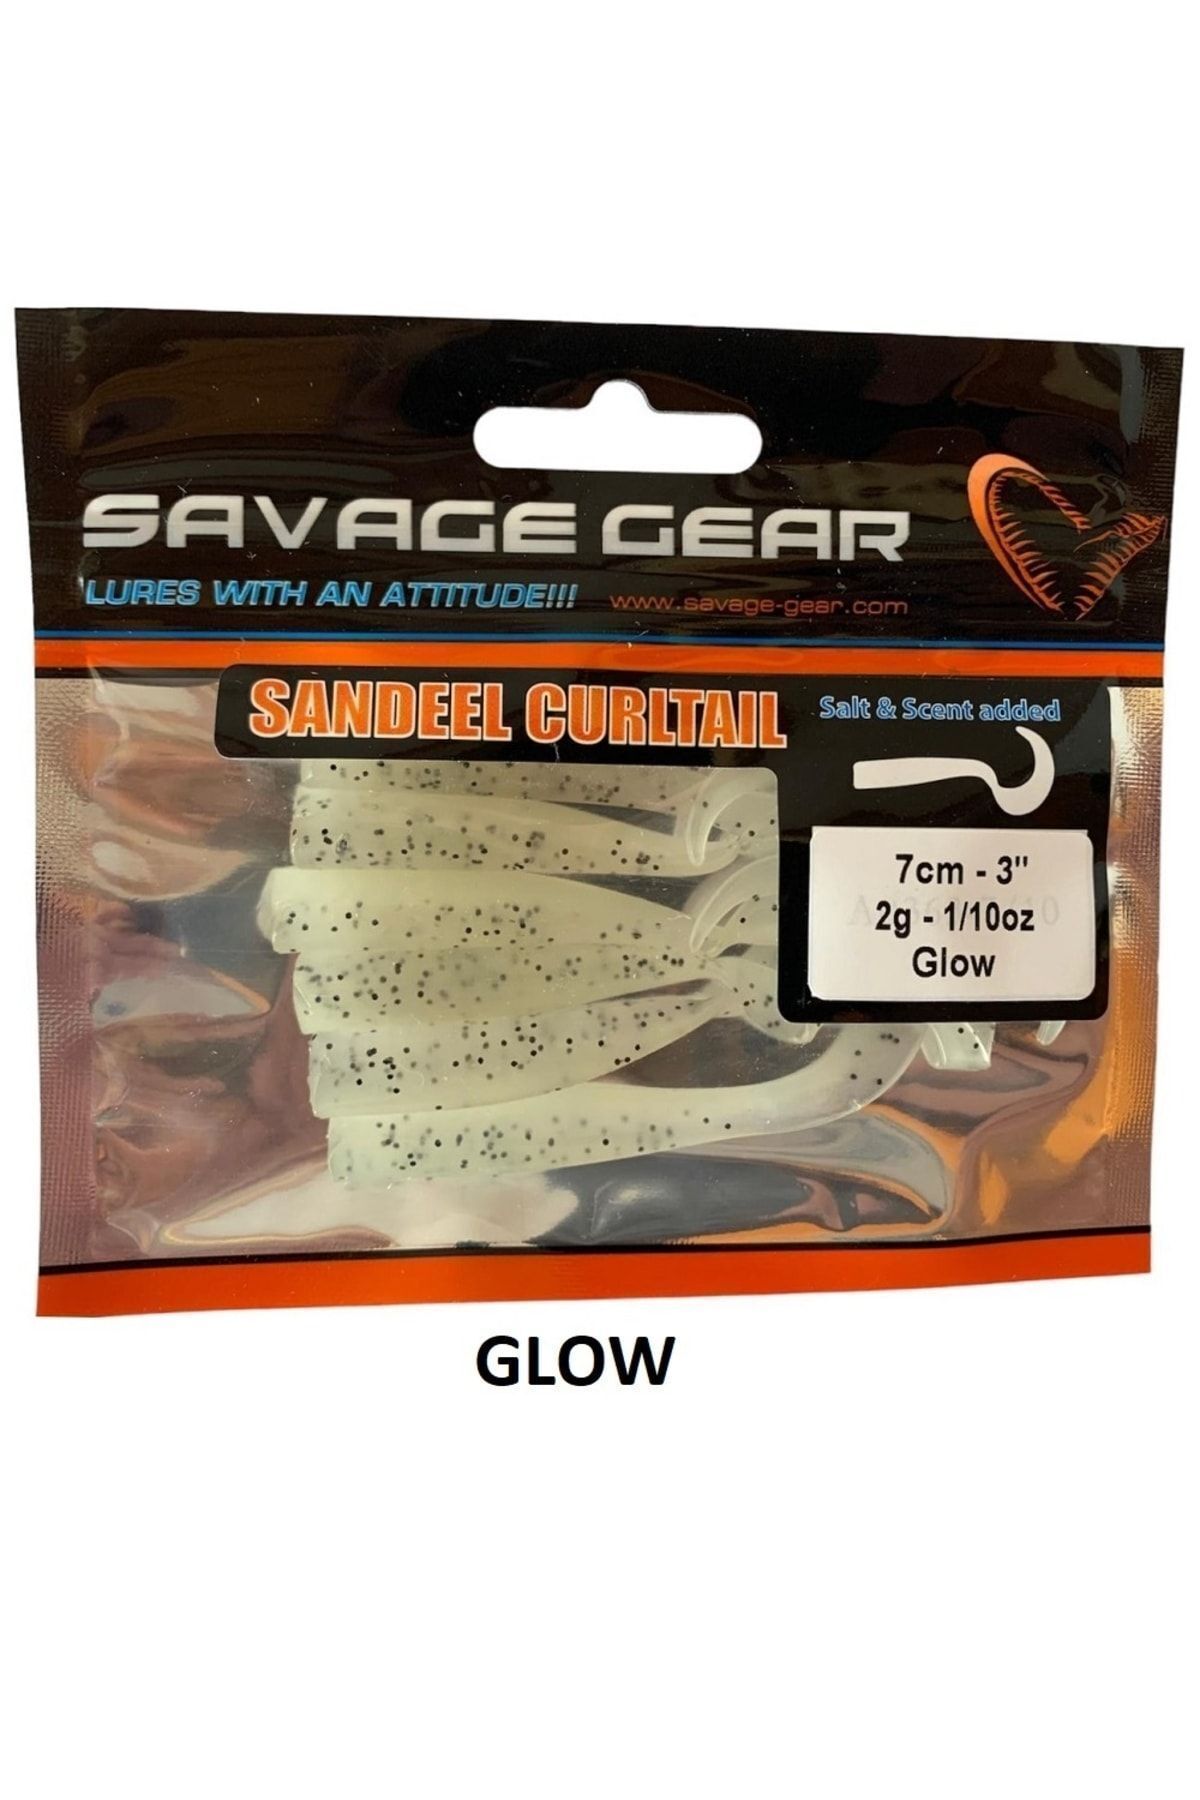 SAVAGE GEAR
LURES WITH AN ATTITUDE!!! www.savage-gear.com
SANDEEL CURLTAIL
Salt & Scent added
7cm - 3"
2g - 1/10oz
Glow
GLOW